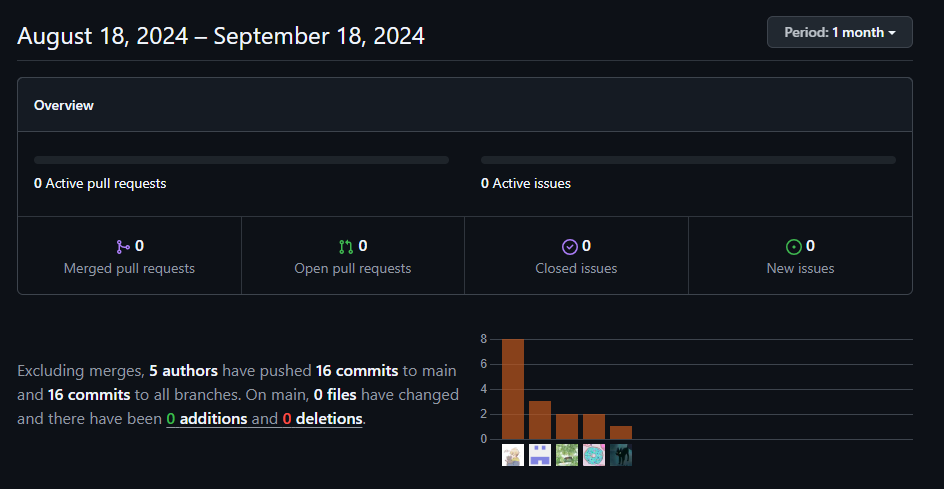 August 18, 2024 – September 18, 2024
Period: 1 month
Overview
0 Active pull requests
0 Active issues
0
Merged pull requests
0
Open pull requests
0
Closed issues
0
New issues
Excluding merges, 5 authors have pushed 16 commits to main
and 16 commits to all branches. On main, 0 files have changed
and there have been 0 additions and 0 deletions.
8
6
4
2
0